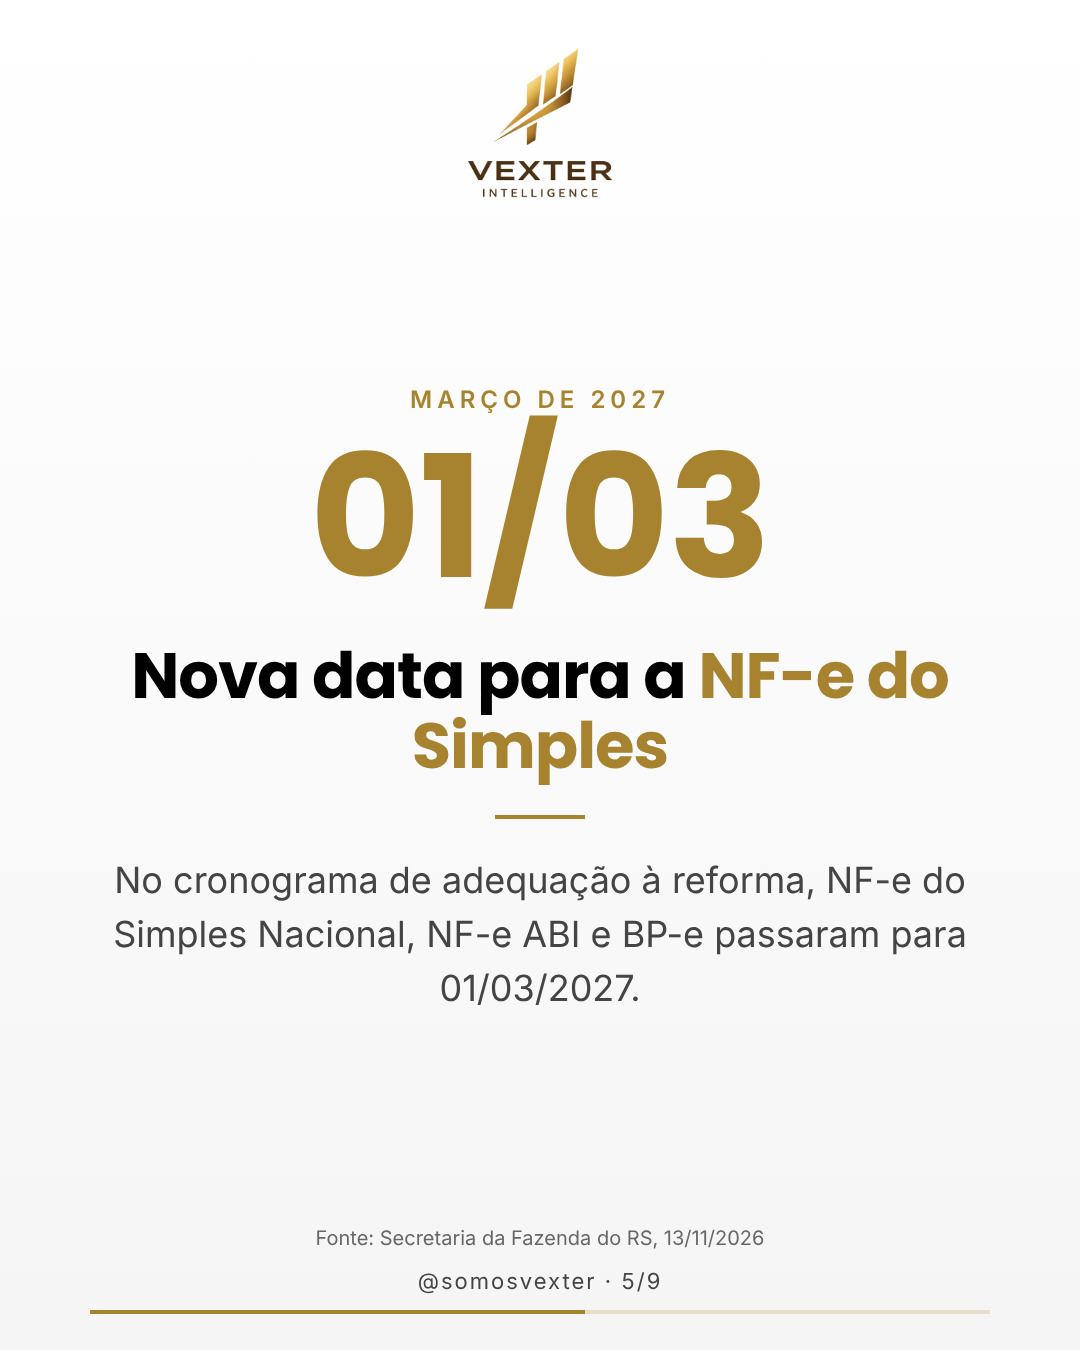 VEXTER
INTELLIGENCE
MARÇO DE 2027
01/03
Nova data para a NF-e do
Simples
No cronograma de adequação à reforma, NF-e do
Simples Nacional, NF-e ABI e BP-e passaram para
01/03/2027.
Fonte: Secretaria da Fazenda do RS, 13/11/2026
@somosvexter · 5/9